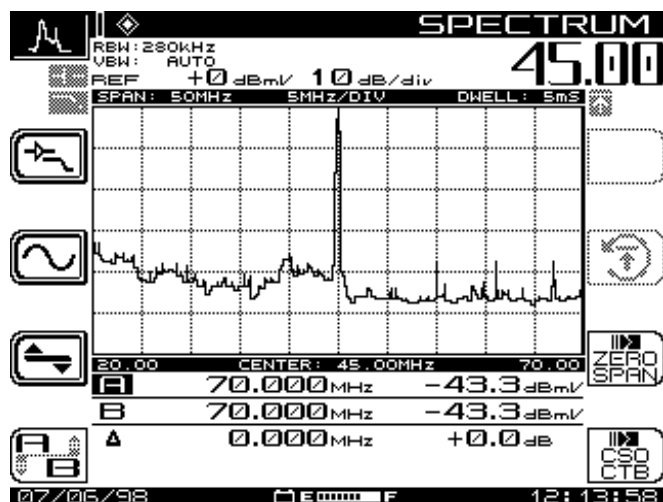 SPECTRUM
RBW:280kHz
VBW: AUTO
45.00
REF +0 dBmV 10 dB/div
SPAN: 50MHz 5MHz/DIV DWELL: 5mS
20.00 CENTER: 45.00MHz 70.00
ZERO SPAN
A 70.000MHz -43.3dBmV
B 70.000MHz -43.3dBmV
Δ 0.000MHz +0.0dB
A B
CSO
CTB
07/06/98 E F 12:13:58